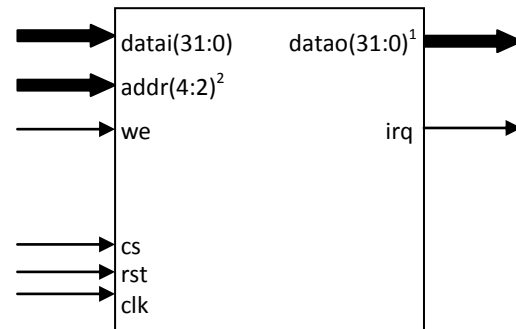 datai(31:0) datao(31:0)¹
addr(4:2)²
we irq
cs
rst
clk